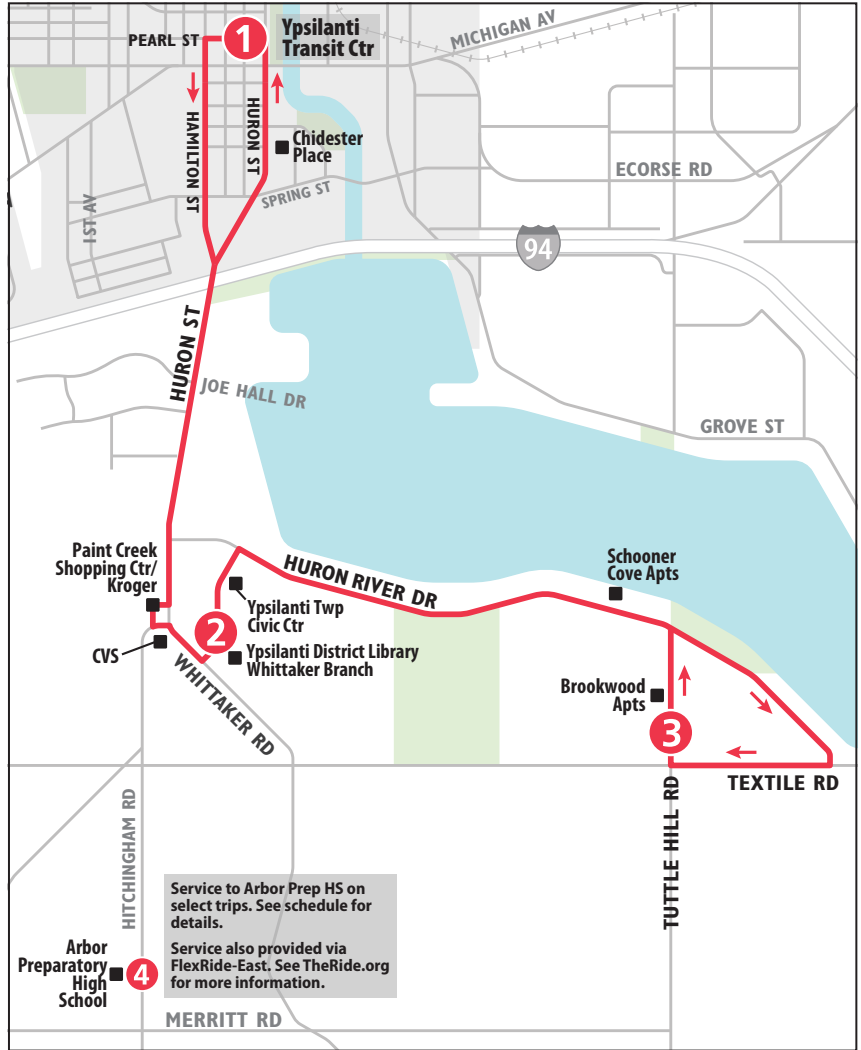 PEARL ST
1
Ypsilanti
Transit Ctr
MICHIGAN AV
HAMILTON ST
HURON ST
Chidester
Place
ECORSE RD
SPRING ST
1ST AV
94
HURON ST
JOE HALL DR
GROVE ST
Paint Creek
Shopping Ctr/
Kroger
HURON RIVER DR
Schooner
Cove Apts
Ypsilanti Twp
Civic Ctr
2
CVS
Ypsilanti District Library
Whittaker Branch
WHITTAKER RD
Brookwood
Apts
3
TEXTILE RD
TUTTLE HILL RD
HITCHINGHAM RD
Service to Arbor Prep HS on
select trips. See schedule for
details.
Service also provided via
FlexRide-East. See TheRide.org
for more information.
Arbor
Preparatory
High
School
4
MERRITT RD